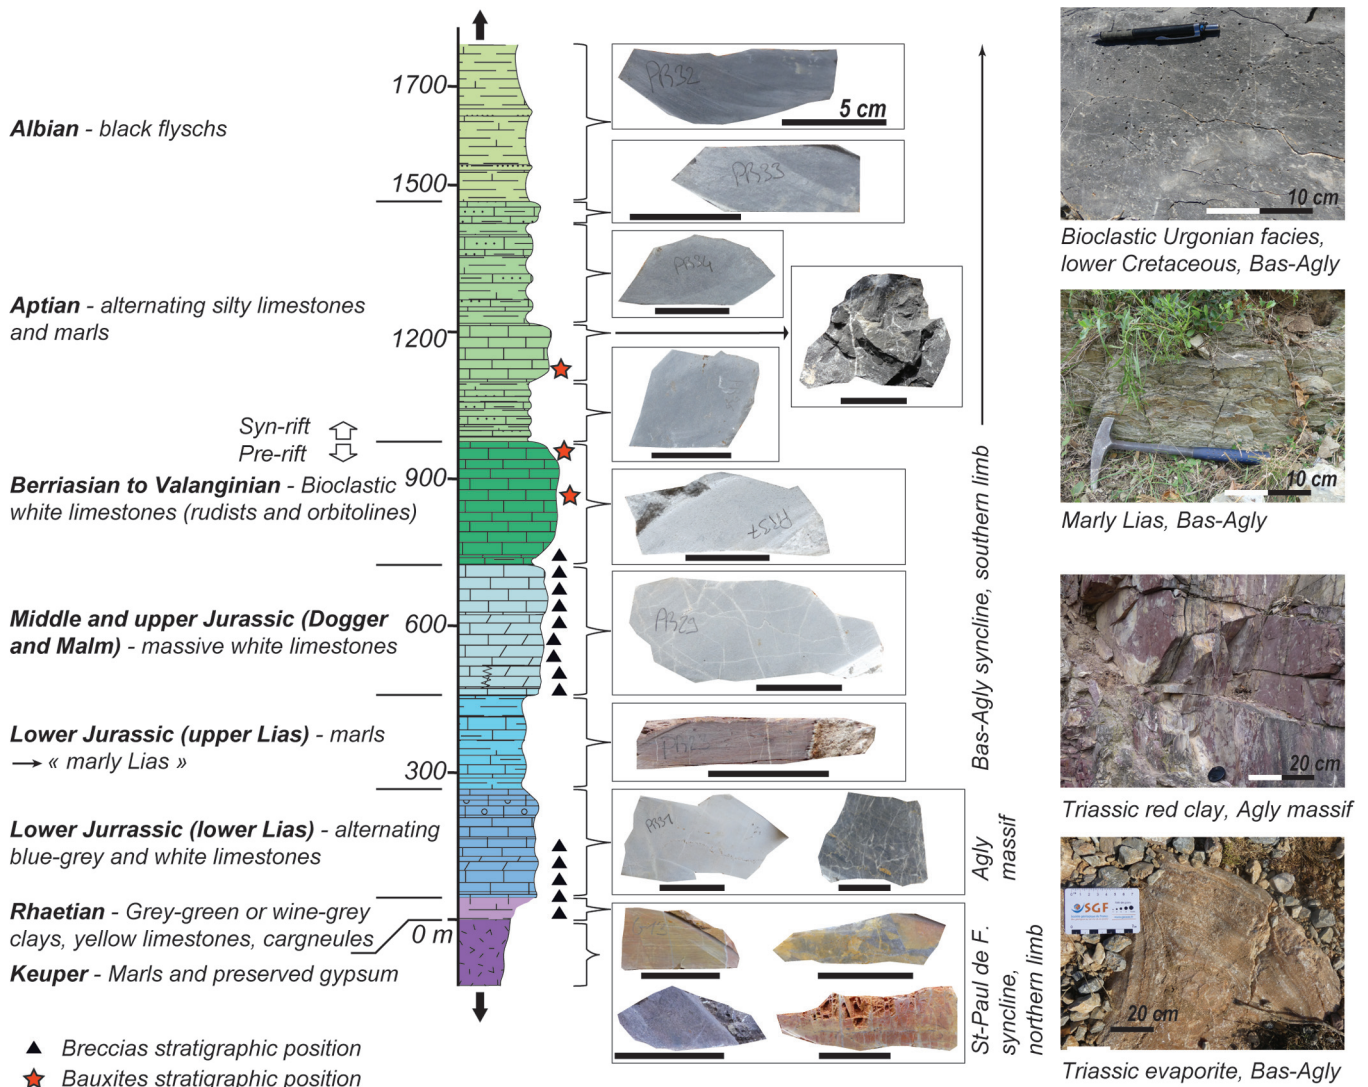 1700
Albian - black flyschs
1500
Aptian - alternating silty limestones
and marls
1200
Syn-rift
Pre-rift
900
Berriasian to Valanginian - Bioclastic
white limestones (rudists and orbitolines)
Middle and upper Jurassic (Dogger
and Malm) - massive white limestones
600
Lower Jurassic (upper Lias) - marls
→ « marly Lias »
300
Lower Jurrassic (lower Lias) - alternating
blue-grey and white limestones
Rhaetian - Grey-green or wine-grey
clays, yellow limestones, cargneules
0 m
Keuper - Marls and preserved gypsum
Breccias stratigraphic position
Bauxites stratigraphic position
PB32
5 cm
PB33
PB34
PB37
PB29
Bas-Agly syncline, southern limb
Agly
massif
St-Paul de F.
syncline,
northern limb
10 cm
Bioclastic Urgonian facies,
lower Cretaceous, Bas-Agly
10 cm
Marly Lias, Bas-Agly
20 cm
Triassic red clay, Agly massif
SGF
20 cm
Triassic evaporite, Bas-Agly